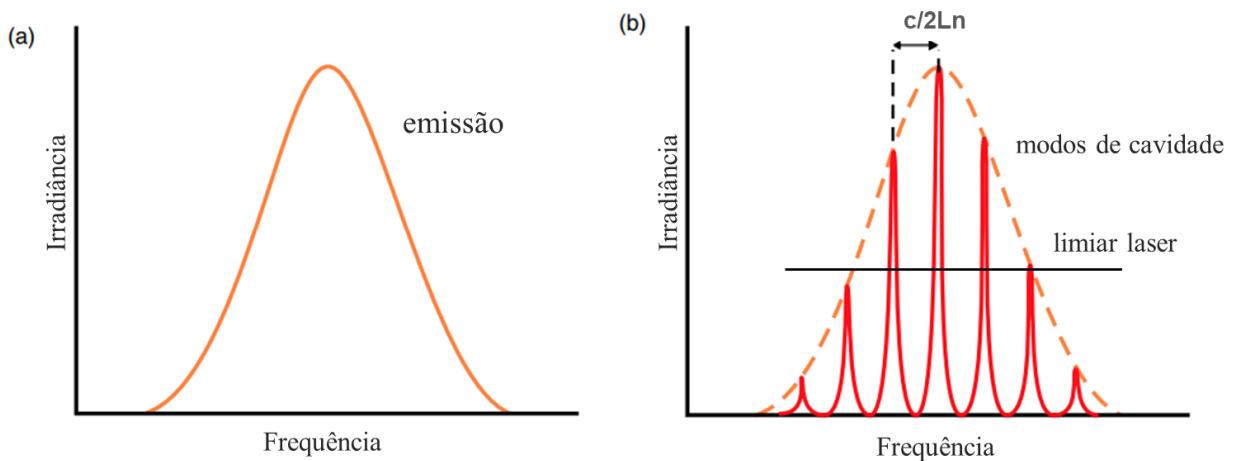 (a)
emissão
Irradiância
Frequência
(b)
c/2Ln
modos de cavidade
limiar laser
Irradiância
Frequência